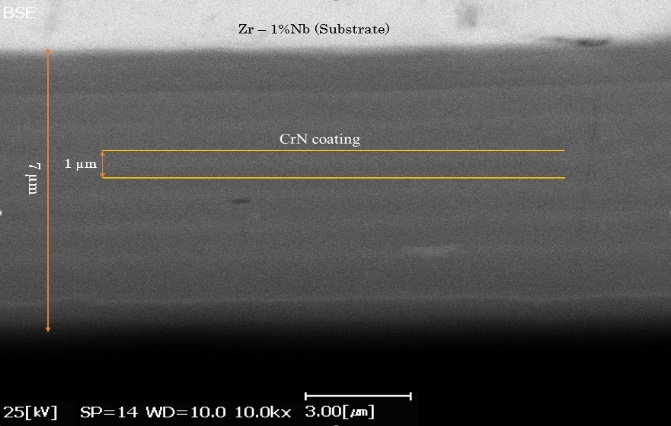 BSE
Zr – 1%Nb (Substrate)
CrN coating
1 μm
7 μm
25[kV] SP=14 WD=10.0 10.0kx 3.00[μm]